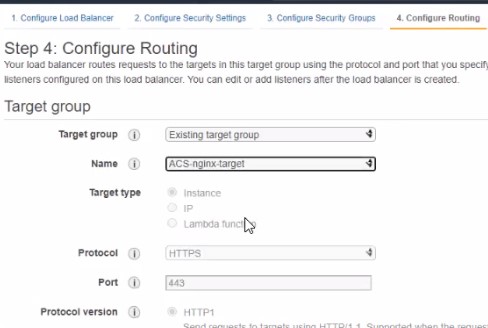 1. Configure Load Balancer 2. Configure Security Settings 3. Configure Security Groups 4. Configure Routing
Step 4: Configure Routing
Your load balancer routes requests to the targets in this target group using the protocol and port that you specify
listeners configured on this load balancer. You can edit or add listeners after the load balancer is created.
Target group
Target group i Existing target group
Name i ACS-nginx-target
Target type Instance
IP
Lambda function
Protocol i HTTPS
Port i 443
Protocol version i HTTP1
Send requests to targets using HTTP/1.1. Supported when the request